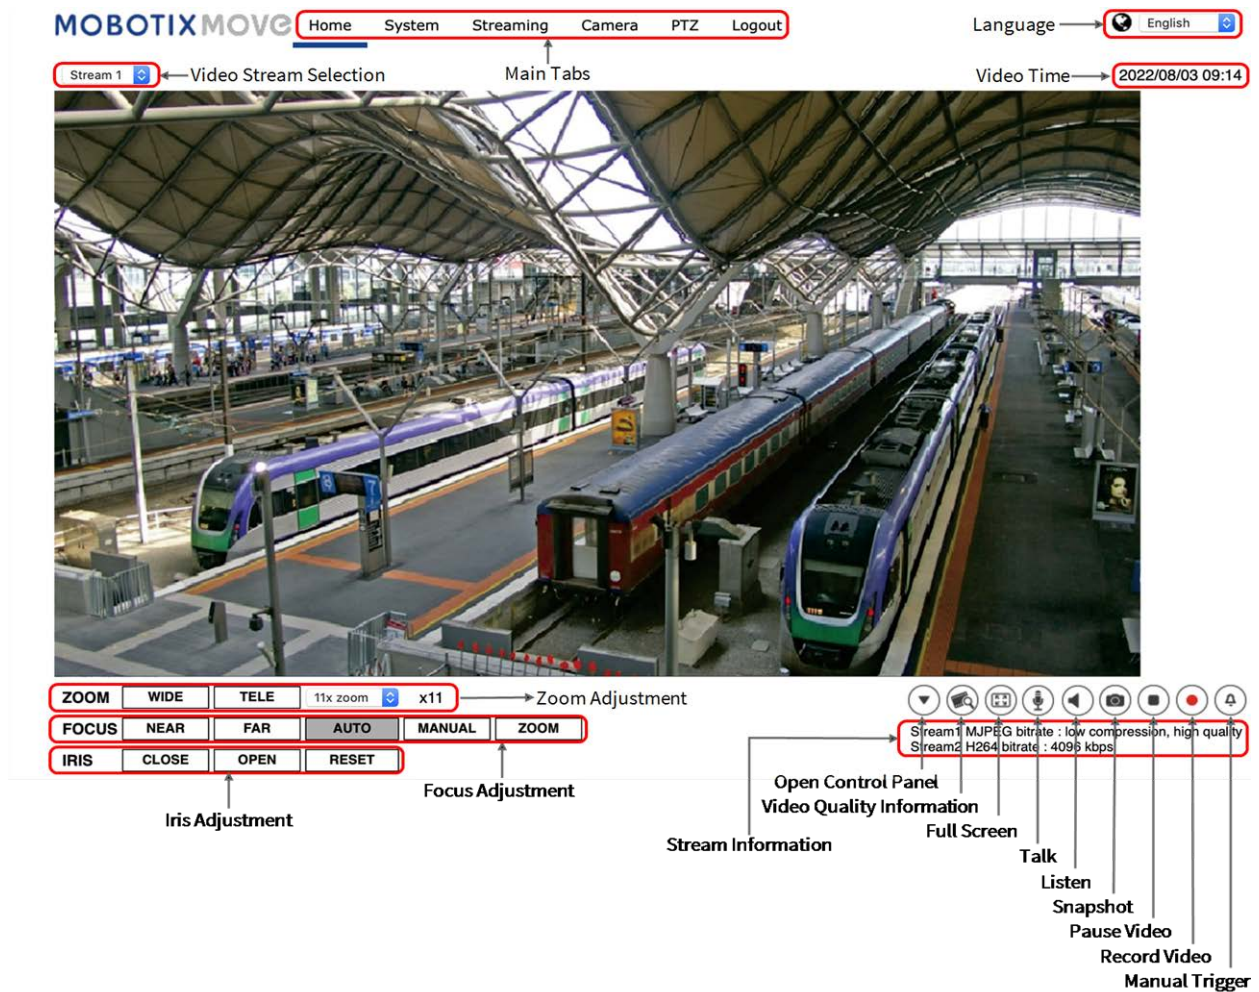 MOBOTIX MOVE Home System Streaming Camera PTZ Logout
Language English
Stream 1 Video Stream Selection Main Tabs Video Time 2022/08/03 09:14
8 7
ZOOM WIDE TELE 11x zoom x11 Zoom Adjustment
FOCUS NEAR FAR AUTO MANUAL ZOOM
Stream1 MJPEG bitrate : low compression, high quality
Stream2 H264 bitrate : 4096 kbps
IRIS CLOSE OPEN RESET
Focus Adjustment
Iris Adjustment
Open Control Panel
Video Quality Information
Full Screen
Stream Information
Talk
Listen
Snapshot
Pause Video
Record Video
Manual Trigger